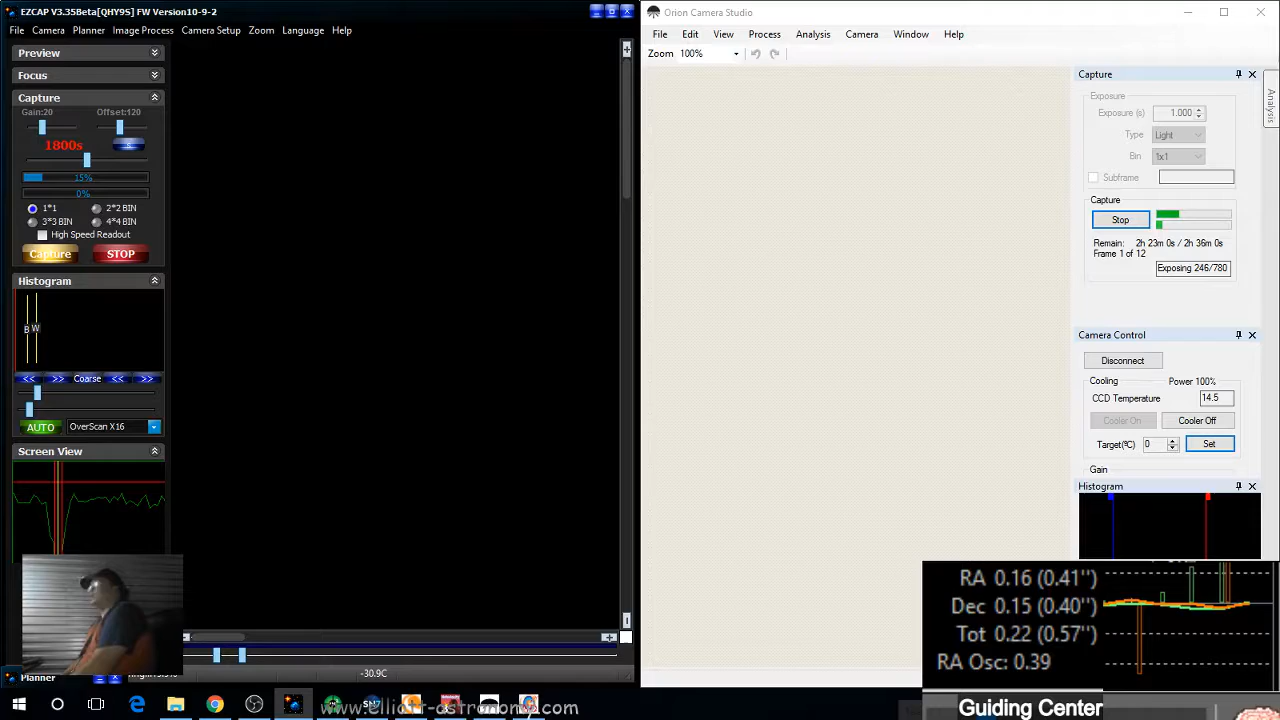 EZCAP V3.35Beta[QHY9S] FW Version10-9-2
File Camera Planner Image Process Camera Setup Zoom Language Help
Preview
Focus
Capture
Gain:20 Offset:120
1800s s
15%
0%
1*1 2*2 BIN
3*3 BIN 4*4 BIN
High Speed Readout
Capture STOP
Histogram
B W
<< >> Coarse << >>
AUTO OverScan X16
Screen View
Planner
-30.9C
Orion Camera Studio
File Edit View Process Analysis Camera Window Help
Zoom 100%
Capture
Analysis
Exposure
Exposure (s) 1.000
Type Light
Bin 1x1
Subframe
Capture
Stop
Remain: 2h 23m 0s / 2h 36m 0s
Frame 1 of 12
Exposing 246/780
Camera Control
Disconnect
Cooling Power 100%
CCD Temperature 14.5
Cooler On Cooler Off
Target(ºC) 0 Set
Gain
Histogram
RA 0.16 (0.41'')
Dec 0.15 (0.40'')
Tot 0.22 (0.57'')
RA Osc: 0.39
Guiding Center
www.elliott-astronomy.com